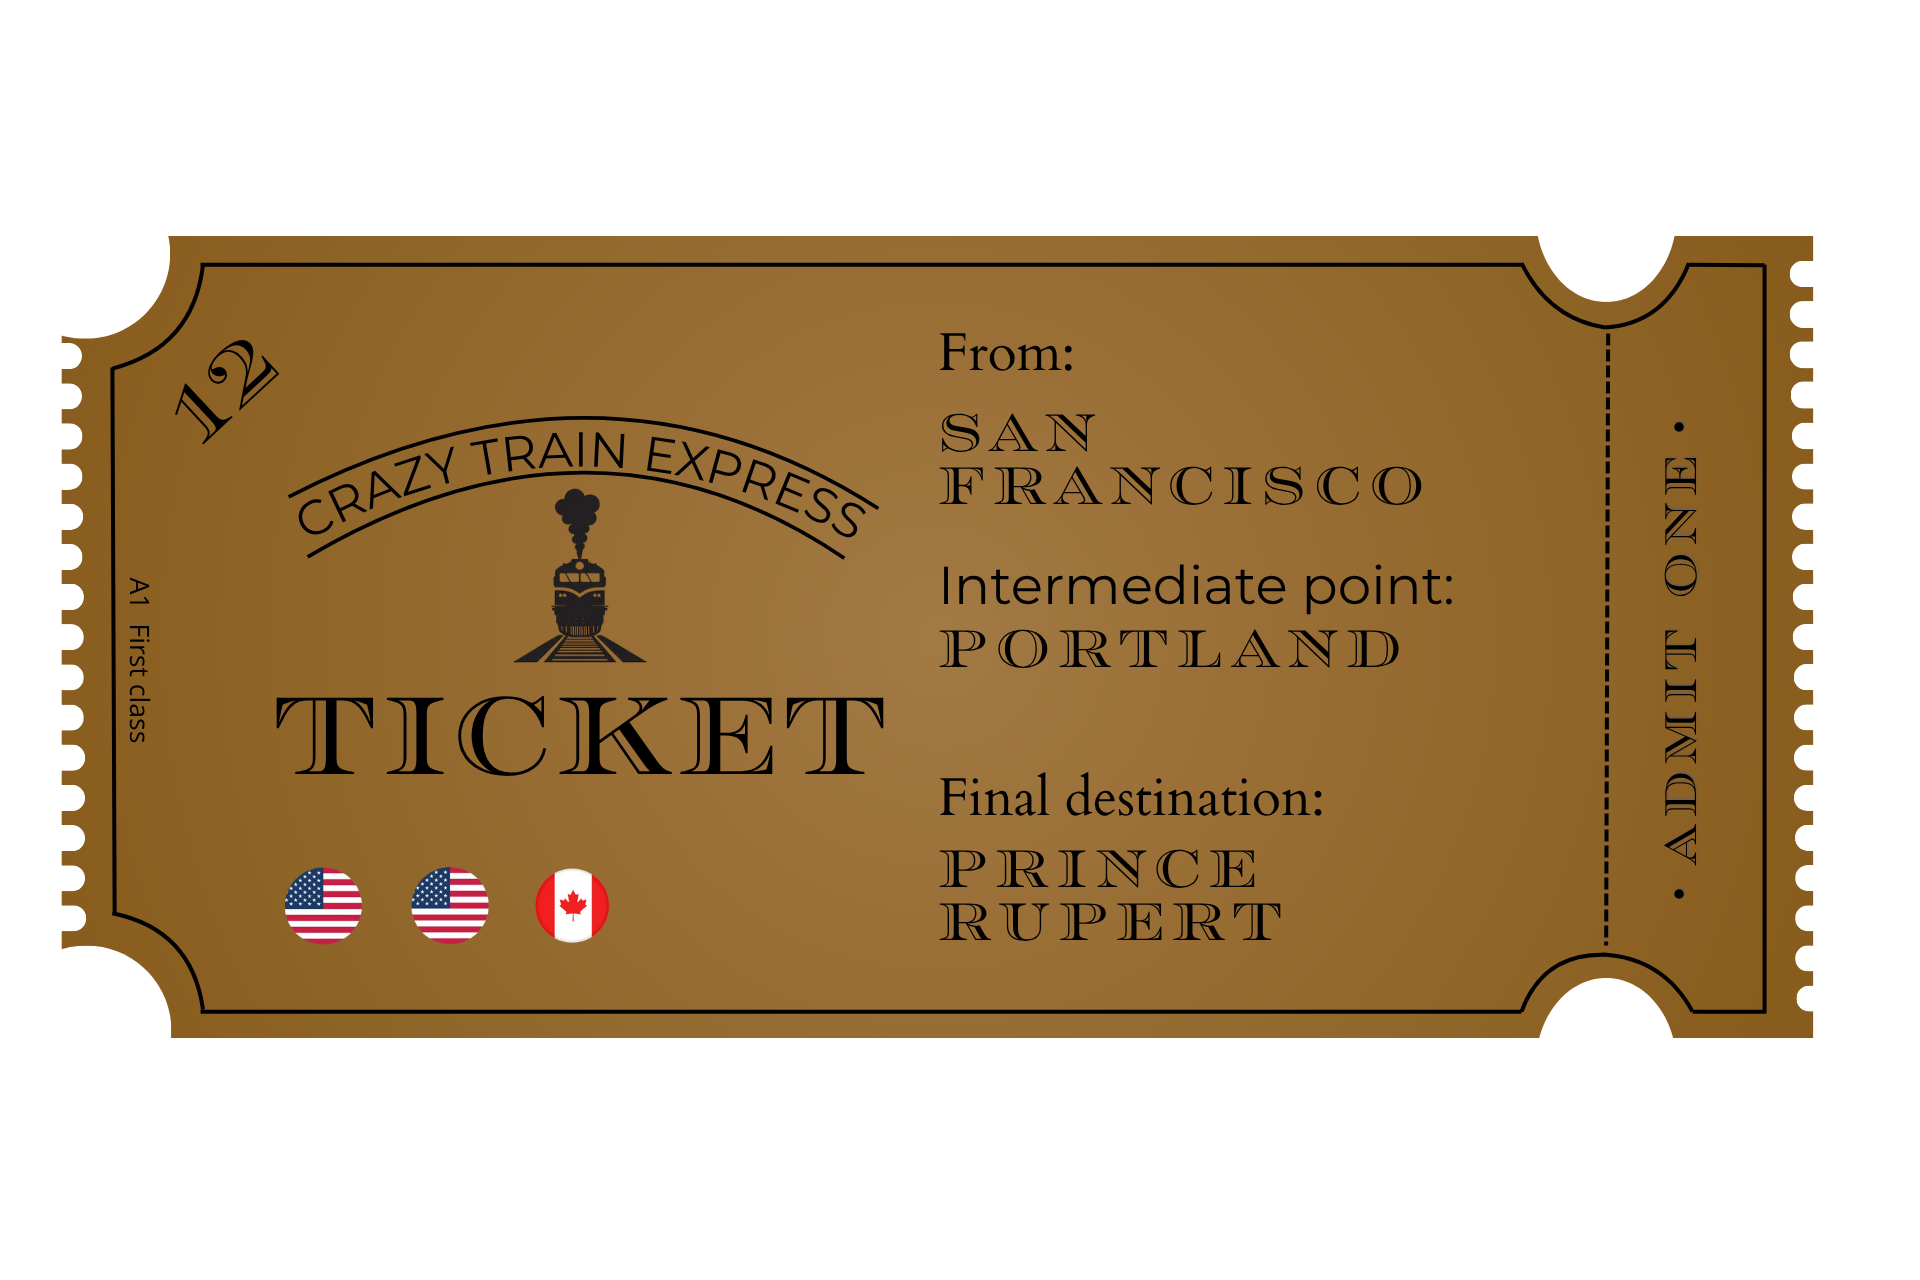 12
CRAZY TRAIN EXPRESS
A1 First class
TICKET
From:
SAN
FRANCISCO
Intermediate point:
PORTLAND
Final destination:
PRINCE
RUPERT
• ADMIT ONE •